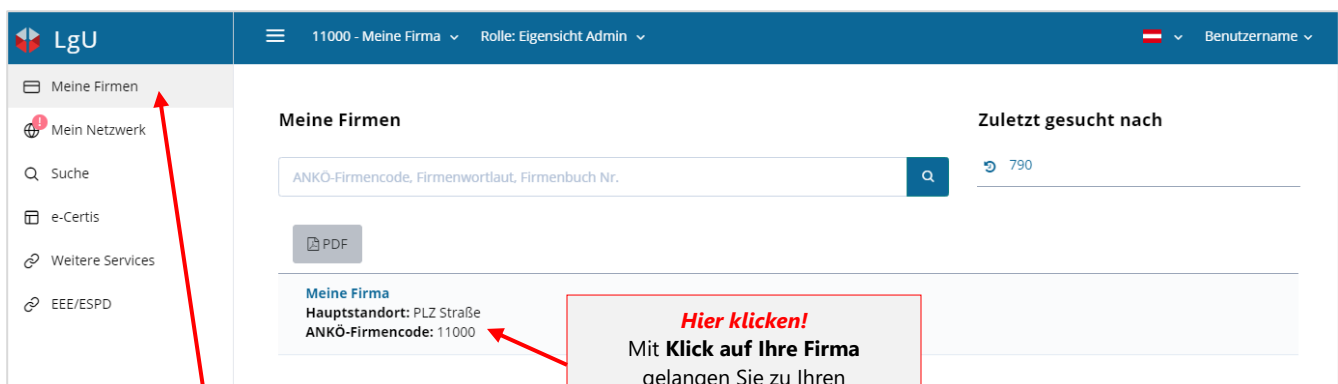 LgU
11000 - Meine Firma
Rolle: Eigensicht Admin
Benutzername
Meine Firmen
Mein Netzwerk
Suche
e-Certis
Weitere Services
EEE/ESPD
Meine Firmen
ANKÖ-Firmencode, Firmenwortlaut, Firmenbuch Nr.
PDF
Meine Firma
Hauptstandort: PLZ Straße
ANKÖ-Firmencode: 11000
Hier klicken!
Mit Klick auf Ihre Firma
gelangen Sie zu Ihren
Zuletzt gesucht nach
790